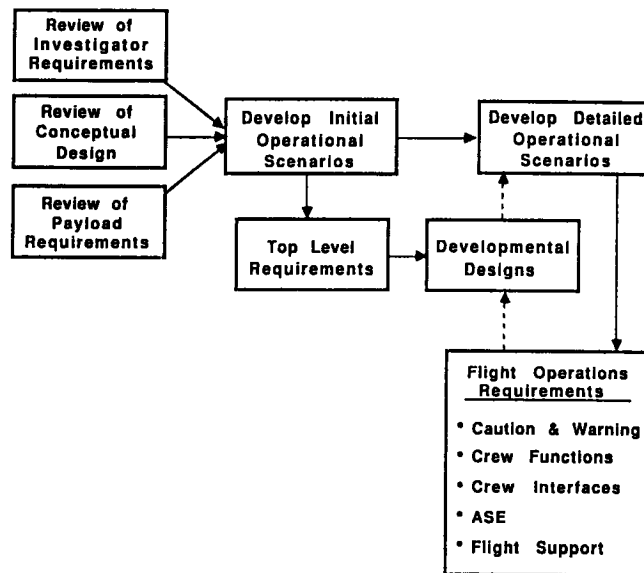 Review of
Investigator
Requirements
Review of
Conceptual
Design
Review of
Payload
Requirements
Develop Initial
Operational
Scenarios
Develop Detailed
Operational
Scenarios
Top Level
Requirements
Developmental
Designs
Flight Operations
Requirements
• Caution & Warning
• Crew Functions
• Crew Interfaces
• ASE
• Flight Support